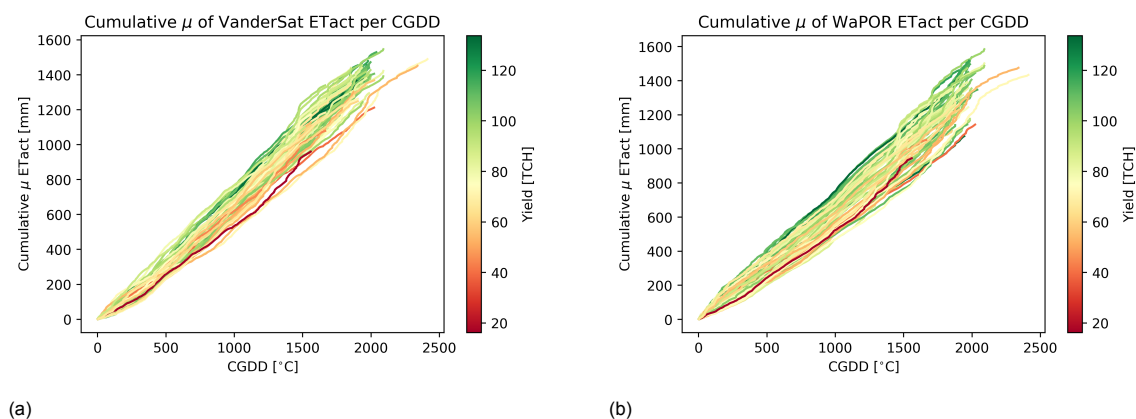 Cumulative μ of VanderSat ETact per CGDD
1600
1400
1200
1000
800
600
400
200
0
Cumulative μ ETact [mm]
0 500 1000 1500 2000 2500
CGDD [°C]
120
100
80
60
40
20
Yield [TCH]
(a)
Cumulative μ of WaPOR ETact per CGDD
1600
1400
1200
1000
800
600
400
200
0
Cumulative μ ETact [mm]
0 500 1000 1500 2000 2500
CGDD [°C]
120
100
80
60
40
20
Yield [TCH]
(b)